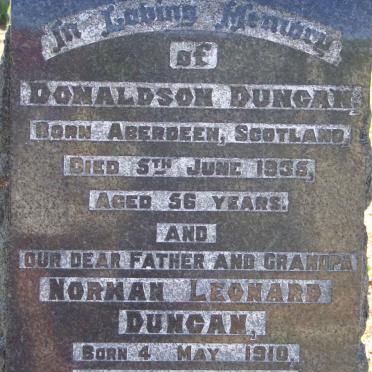 In Loving Memory
of
DONALDSON DUNCAN,
BORN ABERDEEN, SCOTLAND,
DIED 5TH JUNE 1935,
AGED 56 YEARS.
AND
OUR DEAR FATHER AND GRANDPA
NORMAN LEONARD
DUNCAN,
BORN 4 MAY 1910.